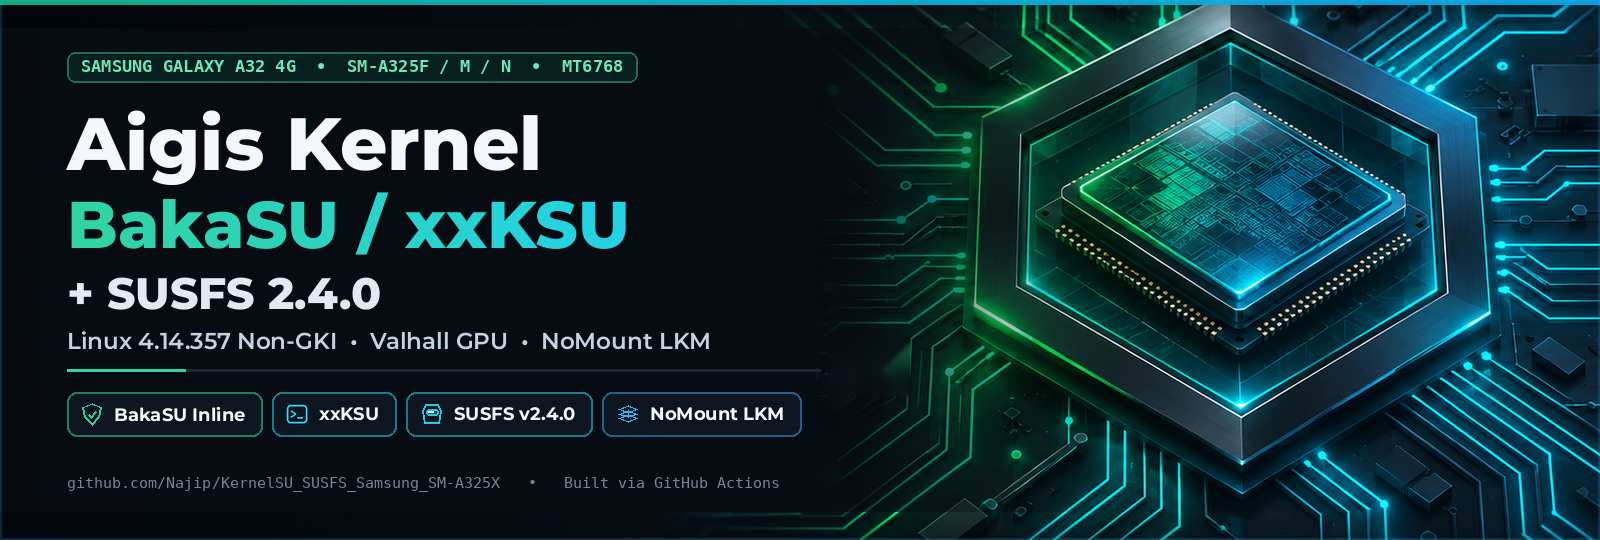 SAMSUNG GALAXY A32 4G • SM-A325F / M / N • MT6768
Aigis Kernel
BakaSU / xxKSU
+ SUSFS 2.4.0
Linux 4.14.357 Non-GKI • Valhall GPU • NoMount LKM
BakaSU Inline xxKSU SUSFS v2.4.0 NoMount LKM
github.com/Najip/KernelSU_SUSFS_Samsung_SM-A325X • Built via GitHub Actions